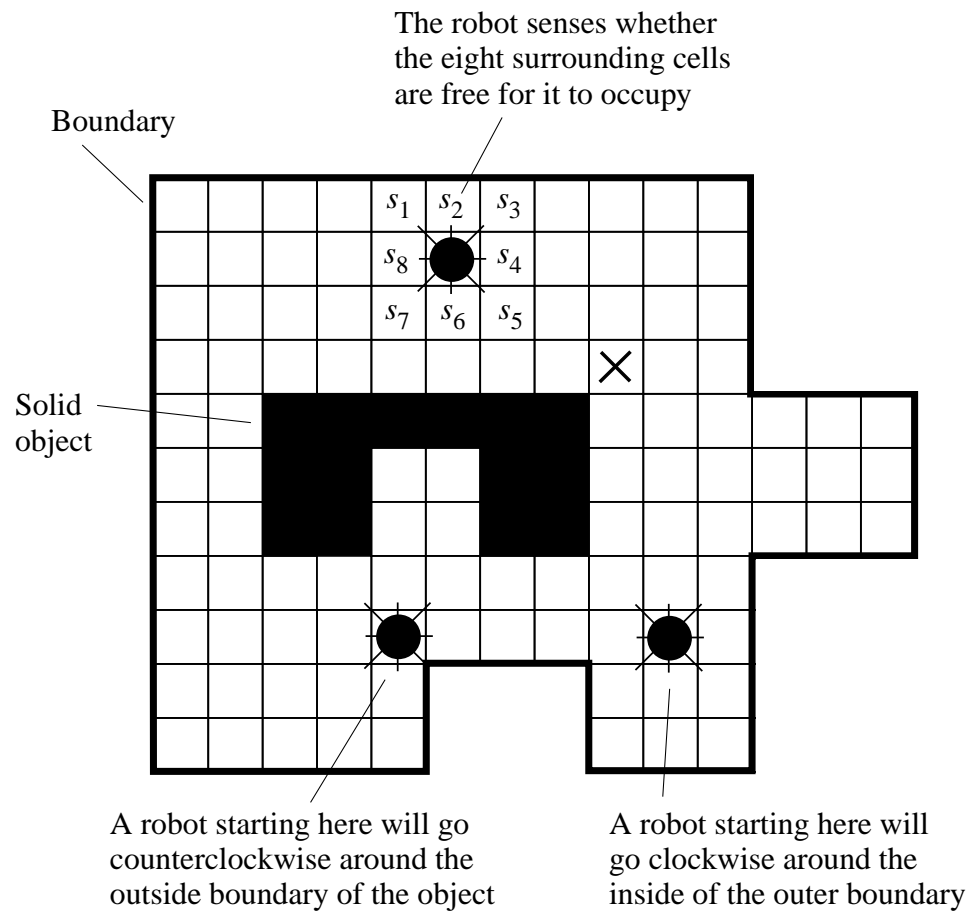 The robot senses whether
the eight surrounding cells
are free for it to occupy
Boundary
s1 s2 s3
s8 s4
s7 s6 s5
Solid
object
A robot starting here will go
counterclockwise around the
outside boundary of the object
A robot starting here will
go clockwise around the
inside of the outer boundary